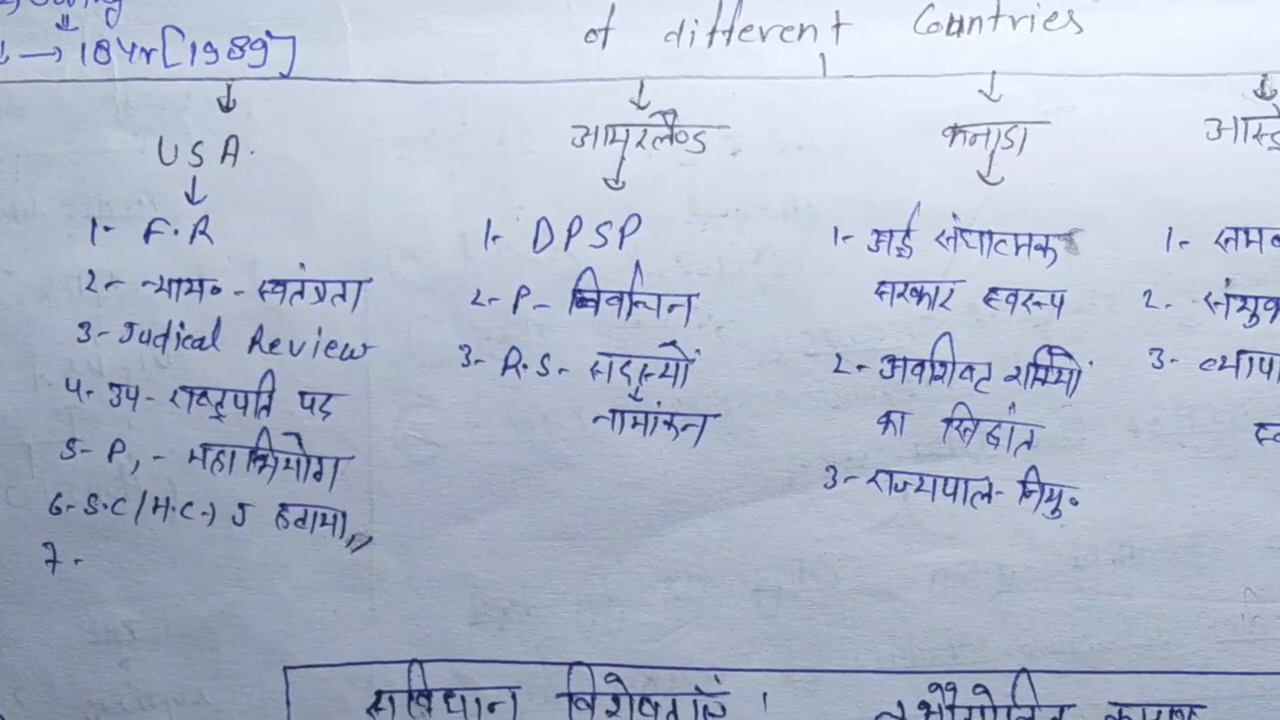 → 18Yr [1989]
of different Countries
USA.
1- F.R
2- न्याय० - स्वतंत्रता
3- Judical Review
4- उप - राष्ट्रपति पद
5- P, - महाभियोग
6- S.C/H.C.) J हटाया,,
7-
आयरलैण्ड
1- DPSP
2- P - निर्वाचन
3- R.S. - सदस्यों
नामांकन
कनाडा
1- अर्द्ध संघात्मक
सरकार स्वरूप
2- अवशिष्ट शक्तियों
का सिद्धांत
3- राज्यपाल - नियु०
1-
2-
3-
संविधान विशेषताएं